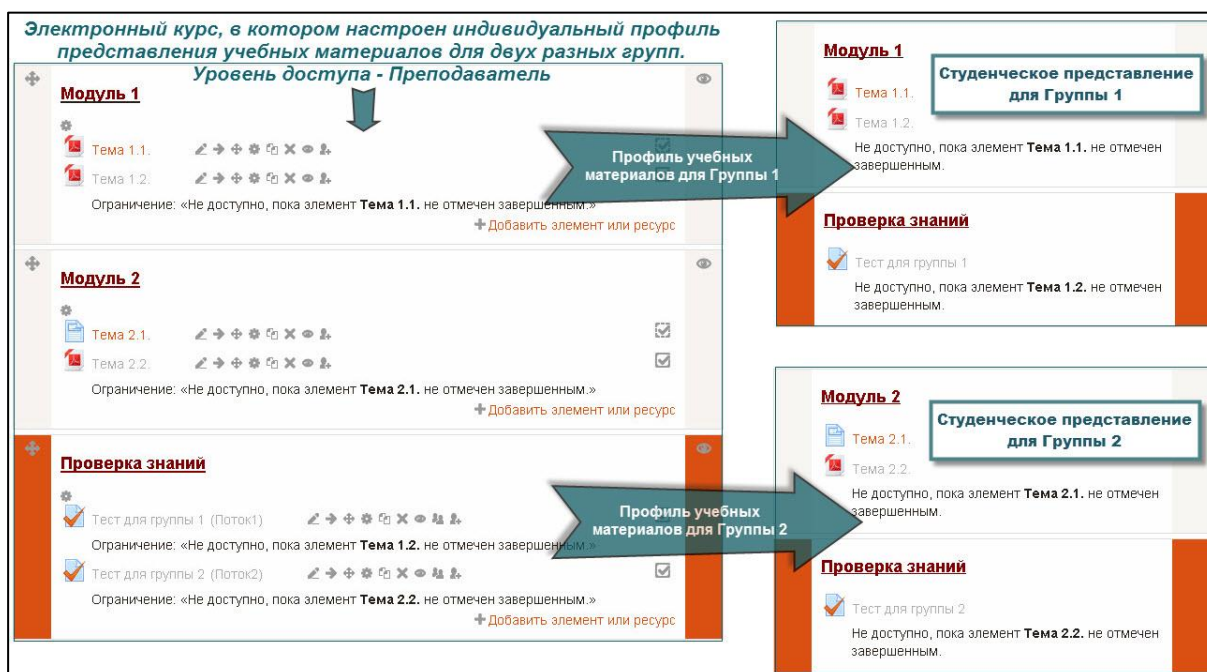 Электронный курс, в котором настроен индивидуальный профиль
представления учебных материалов для двух разных групп.
Уровень доступа - Преподаватель
Модуль 1
Тема 1.1.
Тема 1.2.
Ограничение: «Не доступно, пока элемент Тема 1.1. не отмечен завершенным.»
Добавить элемент или ресурс
Модуль 2
Тема 2.1.
Тема 2.2.
Ограничение: «Не доступно, пока элемент Тема 2.1. не отмечен завершенным.»
Добавить элемент или ресурс
Проверка знаний
Тест для группы 1 (Поток1)
Ограничение: «Не доступно, пока элемент Тема 1.2. не отмечен завершенным.»
Тест для группы 2 (Поток2)
Ограничение: «Не доступно, пока элемент Тема 2.2. не отмечен завершенным.»
Добавить элемент или ресурс
Профиль учебных
материалов для Группы 1
Модуль 1
Студенческое представление
для Группы 1
Тема 1.1.
Тема 1.2.
Не доступно, пока элемент Тема 1.1. не отмечен
завершенным.
Проверка знаний
Тест для группы 1
Не доступно, пока элемент Тема 1.2. не отмечен
завершенным.
Профиль учебных
материалов для Группы 2
Модуль 2
Студенческое представление
для Группы 2
Тема 2.1.
Тема 2.2.
Не доступно, пока элемент Тема 2.1. не отмечен
завершенным.
Проверка знаний
Тест для группы 2
Не доступно, пока элемент Тема 2.2. не отмечен
завершенным.